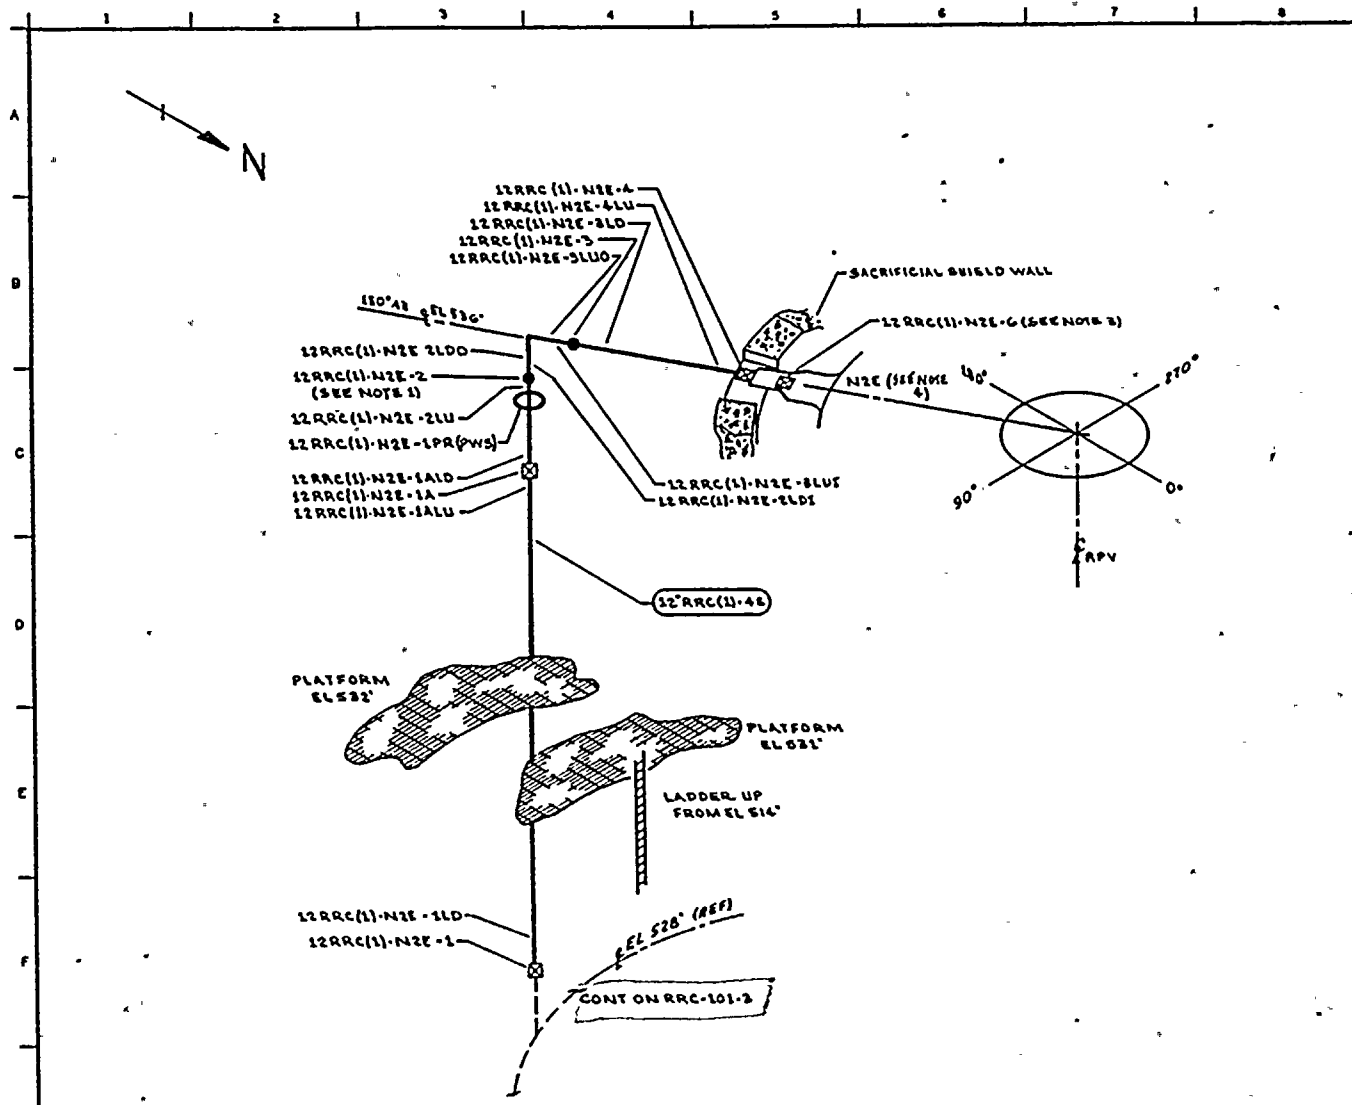 1 2 3 4 5 6 7 8
A
N
12RRC(1)-N2E-4
12RRC(1)-N2E-4LU
12RRC(1)-N2E-3LD
12RRC(1)-N2E-3
12RRC(1)-N2E-3LUO
B
SACRIFICIAL SHIELD WALL
EL 536'
12RRC(1)-N2E-6 (SEE NOTE 3)
12RRC(1)-N2E 2LDO
12RRC(1)-N2E-2
(SEE NOTE 1)
N2E (SEE NOTE
4)
180°
270°
12RRC(1)-N2E-2LU
12RRC(1)-N2E-1PR(PWS)
C
12RRC(1)-N2E-1ALD
12RRC(1)-N2E-1A
12RRC(1)-N2E-1ALU
12RRC(1)-N2E-3LUI
12RRC(1)-N2E-2LDI
90°
0°
RPV
12"RRC(1)-4E
D
PLATFORM
EL 532'
PLATFORM
EL 531'
E
LADDER UP
FROM EL 514'
12RRC(1)-N2E-1LD
12RRC(1)-N2E-1
EL 528' (REF)
F
CONT ON RRC-101-2